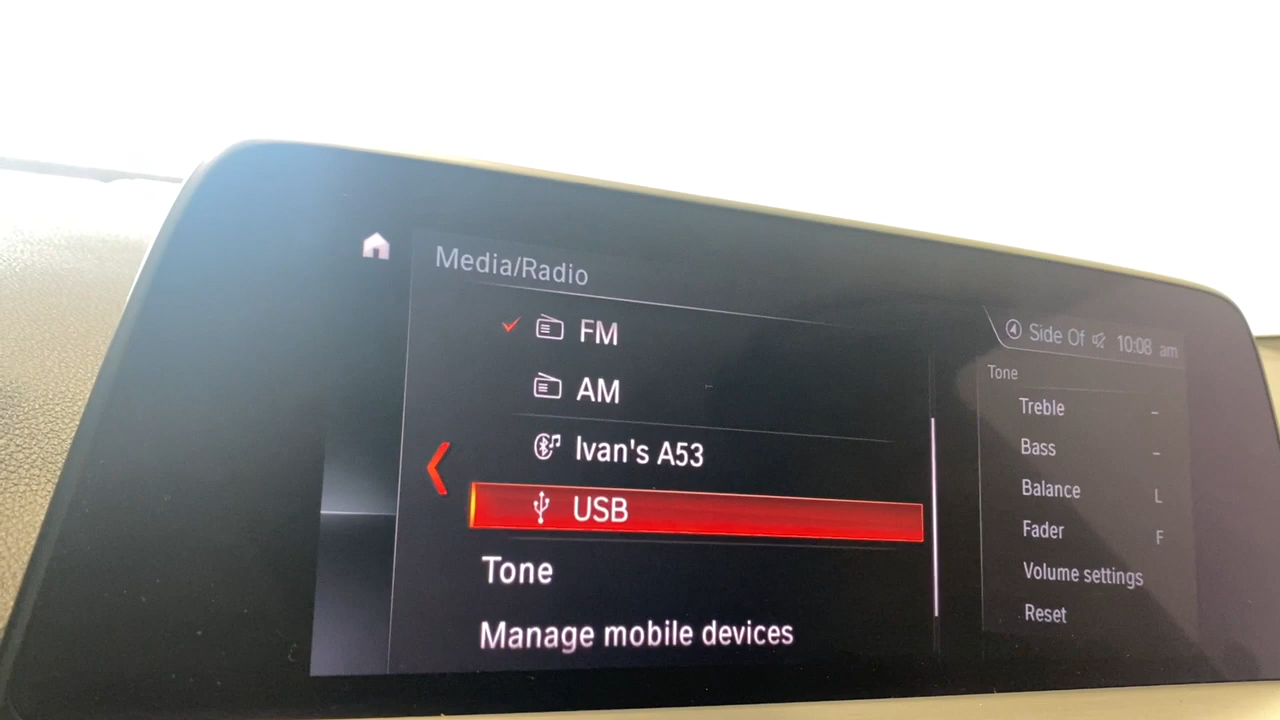 Media/Radio
FM
AM
Ivan's A53
USB
Tone
Manage mobile devices
Side Of 10:08 am
Tone
Treble –
Bass –
Balance L
Fader F
Volume settings
Reset